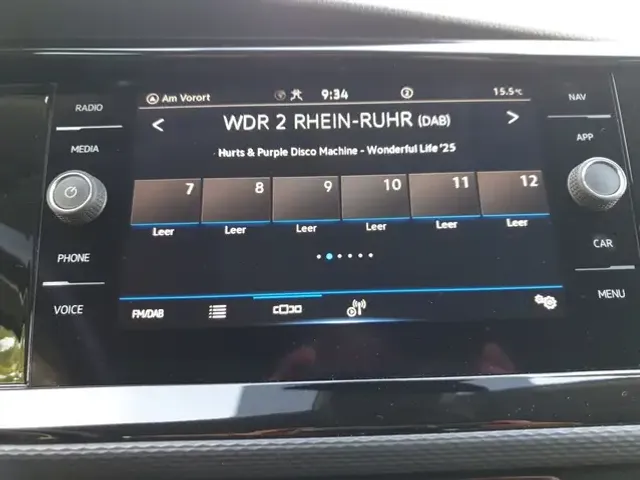 RADIO
MEDIA
PHONE
VOICE
Am Vorort
9:34
2
15.5°C
WDR 2 RHEIN-RUHR (DAB)
Hurts & Purple Disco Machine - Wonderful Life '25
7 8 9 10 11 12
Leer Leer Leer Leer Leer Leer
FM/DAB
NAV
APP
CAR
MENU